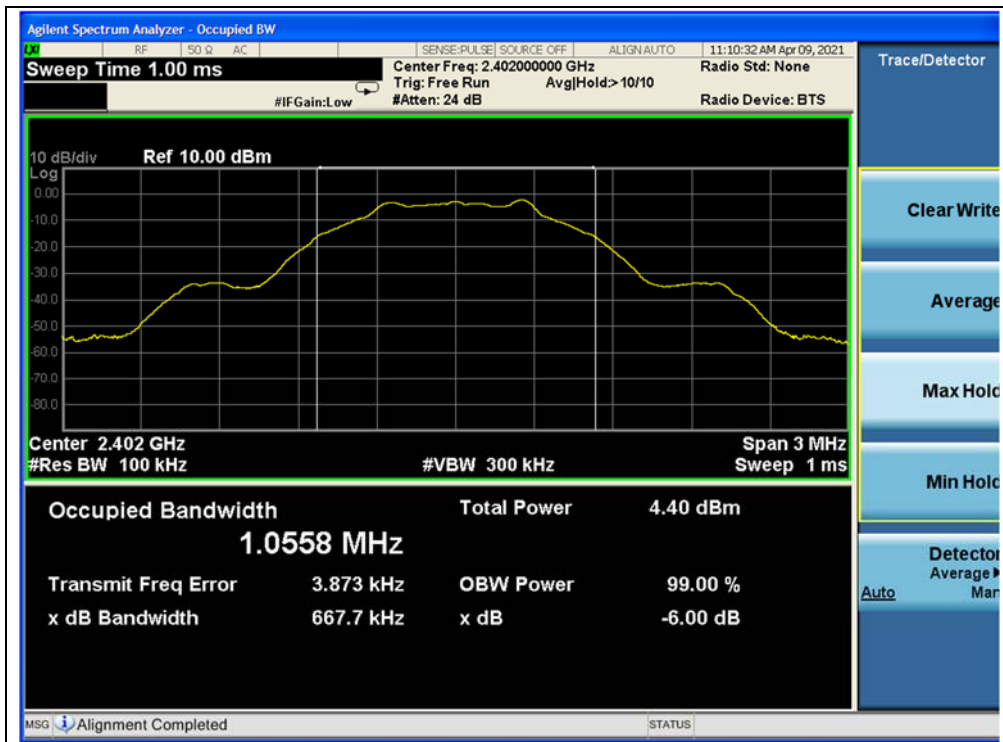 Agilent Spectrum Analyzer - Occupied BW
LXI RF 50 Ω AC SENSE:PULSE SOURCE OFF ALIGN AUTO 11:10:32 AM Apr 09, 2021
Sweep Time 1.00 ms Center Freq: 2.402000000 GHz Radio Std: None
Trig: Free Run Avg|Hold:> 10/10
#IFGain:Low #Atten: 24 dB Radio Device: BTS
10 dB/div Ref 10.00 dBm
Log
0.00
-10.0
-20.0
-30.0
-40.0
-50.0
-60.0
-70.0
-80.0
Center 2.402 GHz Span 3 MHz
#Res BW 100 kHz #VBW 300 kHz Sweep 1 ms
Occupied Bandwidth Total Power 4.40 dBm
1.0558 MHz
Transmit Freq Error 3.873 kHz OBW Power 99.00 %
x dB Bandwidth 667.7 kHz x dB -6.00 dB
MSG Alignment Completed STATUS
Trace/Detector
Clear Write
Average
Max Hold
Min Hold
Detector
Average
Auto Man